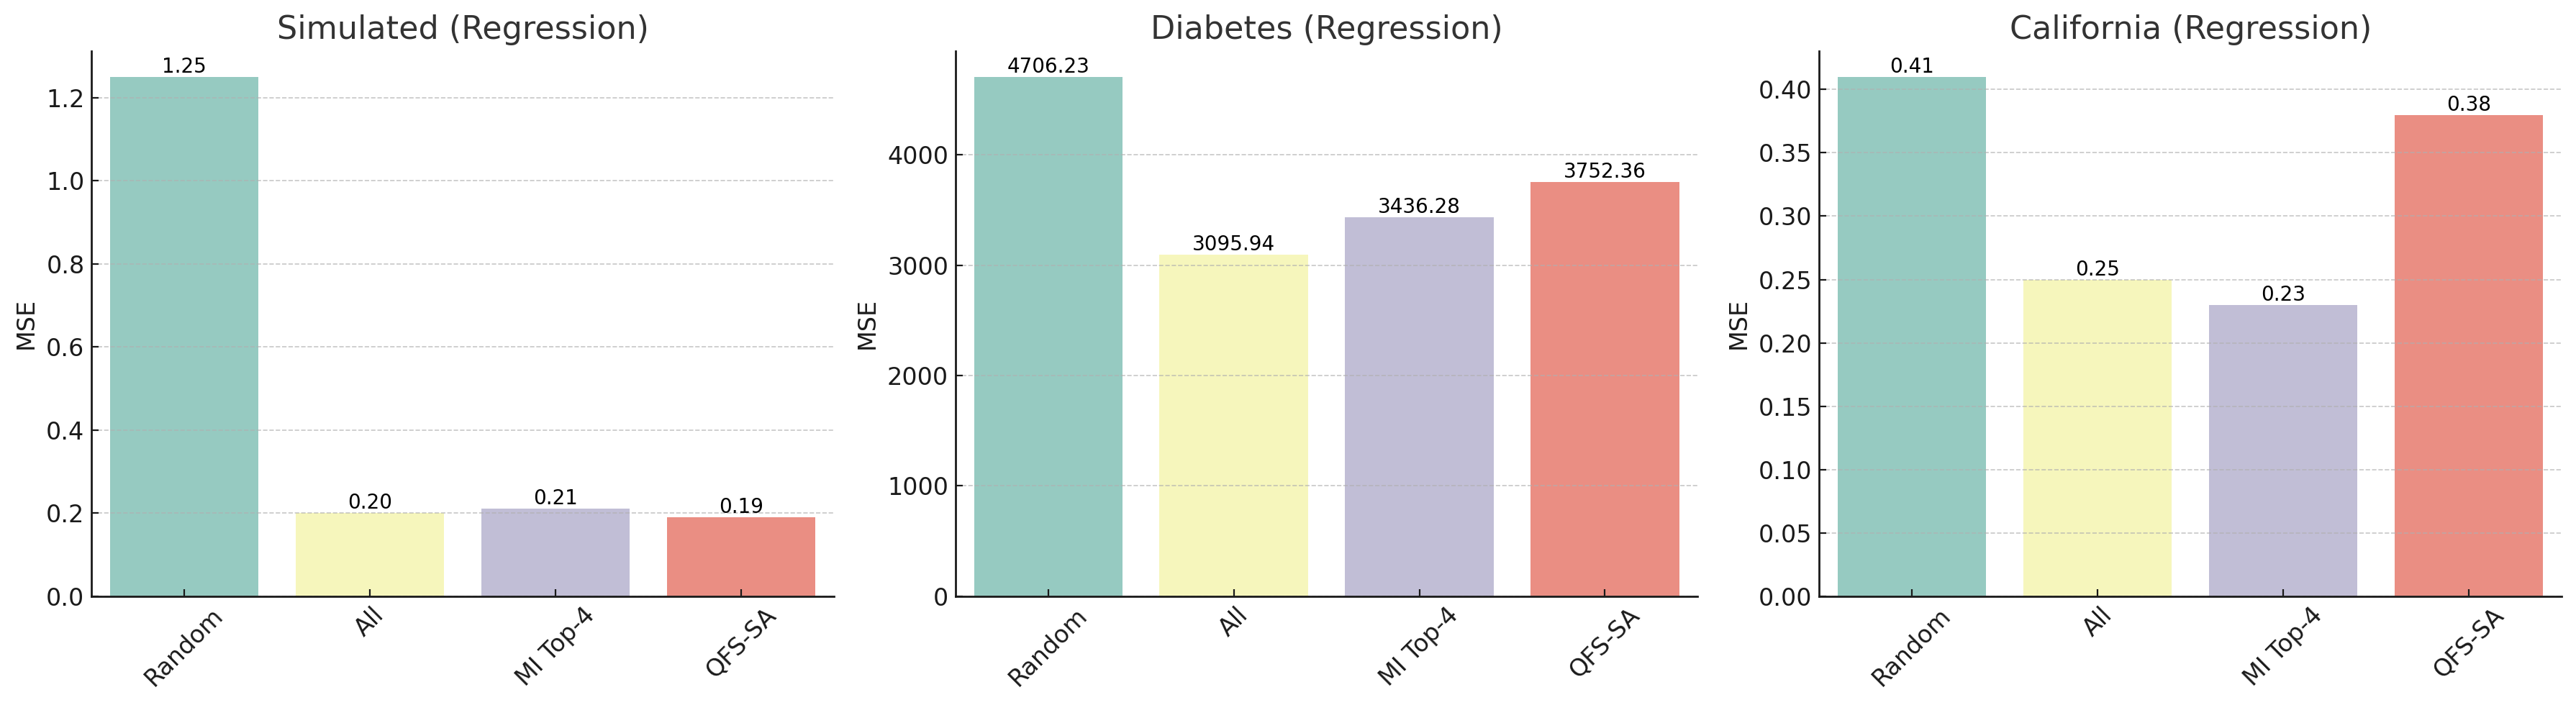 Simulated (Regression)
MSE
1.2
1.0
0.8
0.6
0.4
0.2
0.0
1.25
0.20
0.21
0.19
Random
All
MI Top-4
QFS-SA
Diabetes (Regression)
MSE
4000
3000
2000
1000
0
4706.23
3095.94
3436.28
3752.36
Random
All
MI Top-4
QFS-SA
California (Regression)
MSE
0.40
0.35
0.30
0.25
0.20
0.15
0.10
0.05
0.00
0.41
0.25
0.23
0.38
Random
All
MI Top-4
QFS-SA